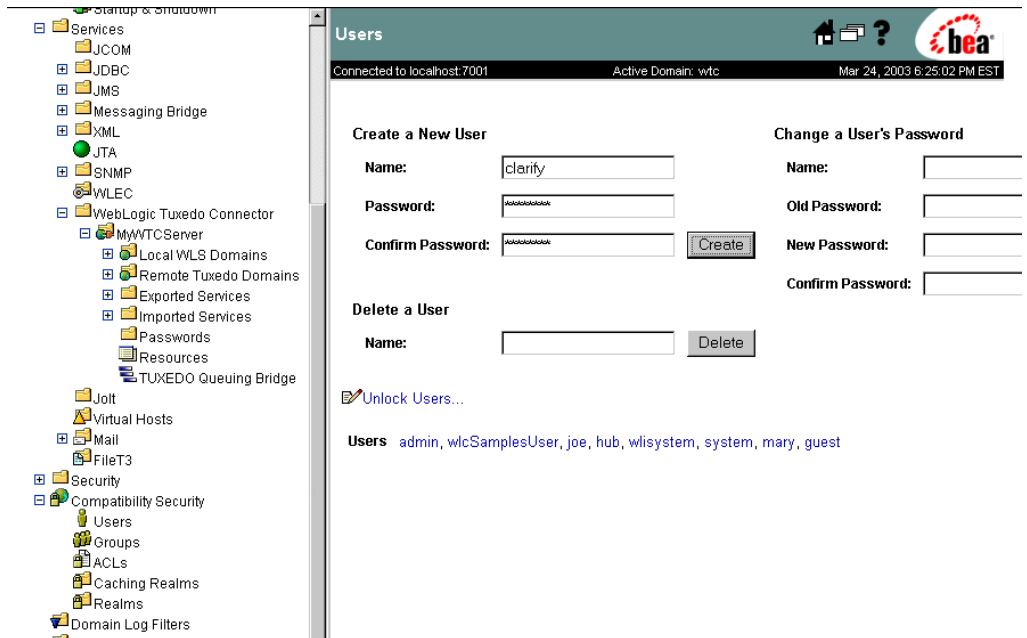 Startup & Shutdown
Services
JCOM
JDBC
JMS
Messaging Bridge
XML
JTA
SNMP
WLEC
WebLogic Tuxedo Connector
MyWTCServer
Local WLS Domains
Remote Tuxedo Domains
Exported Services
Imported Services
Passwords
Resources
TUXEDO Queuing Bridge
Jolt
Virtual Hosts
Mail
FileT3
Security
Compatibility Security
Users
Groups
ACLs
Caching Realms
Realms
Domain Log Filters
Users
?
bea
Connected to localhost:7001 Active Domain: wtc Mar 24, 2003 6:25:02 PM EST
Create a New User
Name: clarify
Password: *********
Confirm Password: ********* Create
Change a User's Password
Name:
Old Password:
New Password:
Confirm Password:
Delete a User
Name: Delete
Unlock Users...
Users admin, wlcSamplesUser, joe, hub, wlisystem, system, mary, guest